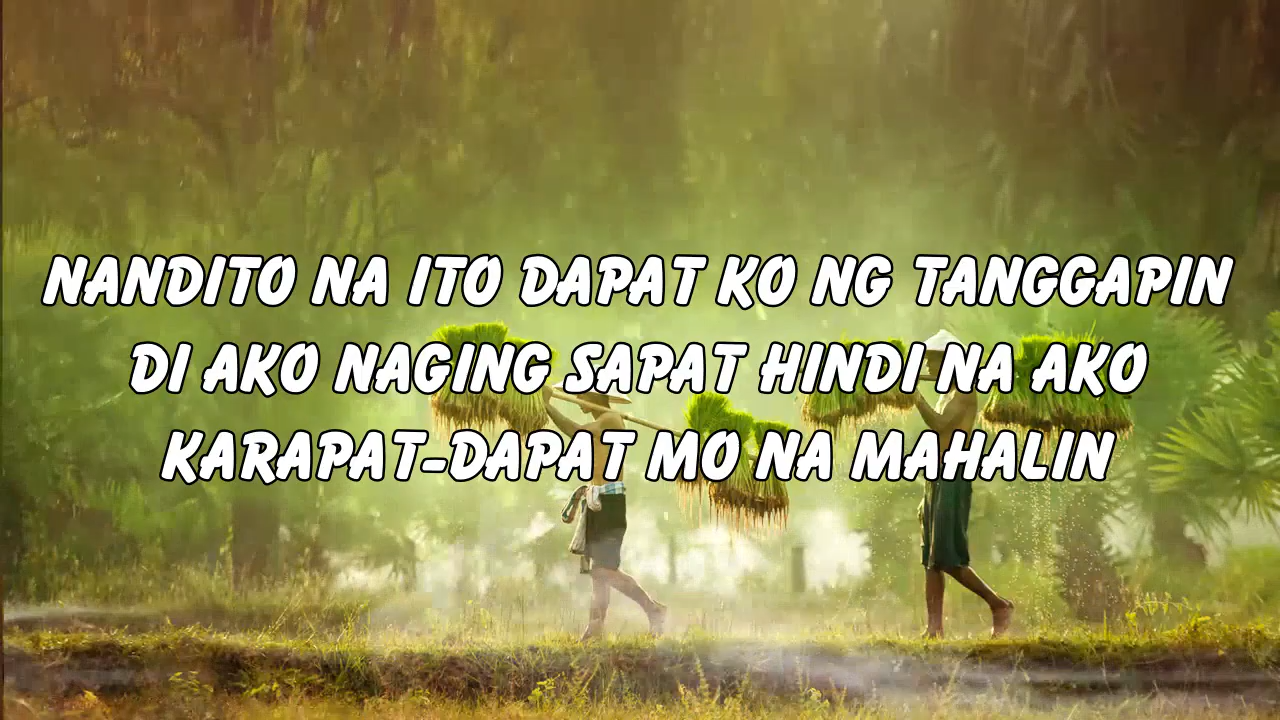 NANDITO NA ITO DAPAT KO NG TANGGAPIN
DI AKO NAGING SAPAT HINDI NA AKO
KARAPAT-DAPAT MO NA MAHALIN